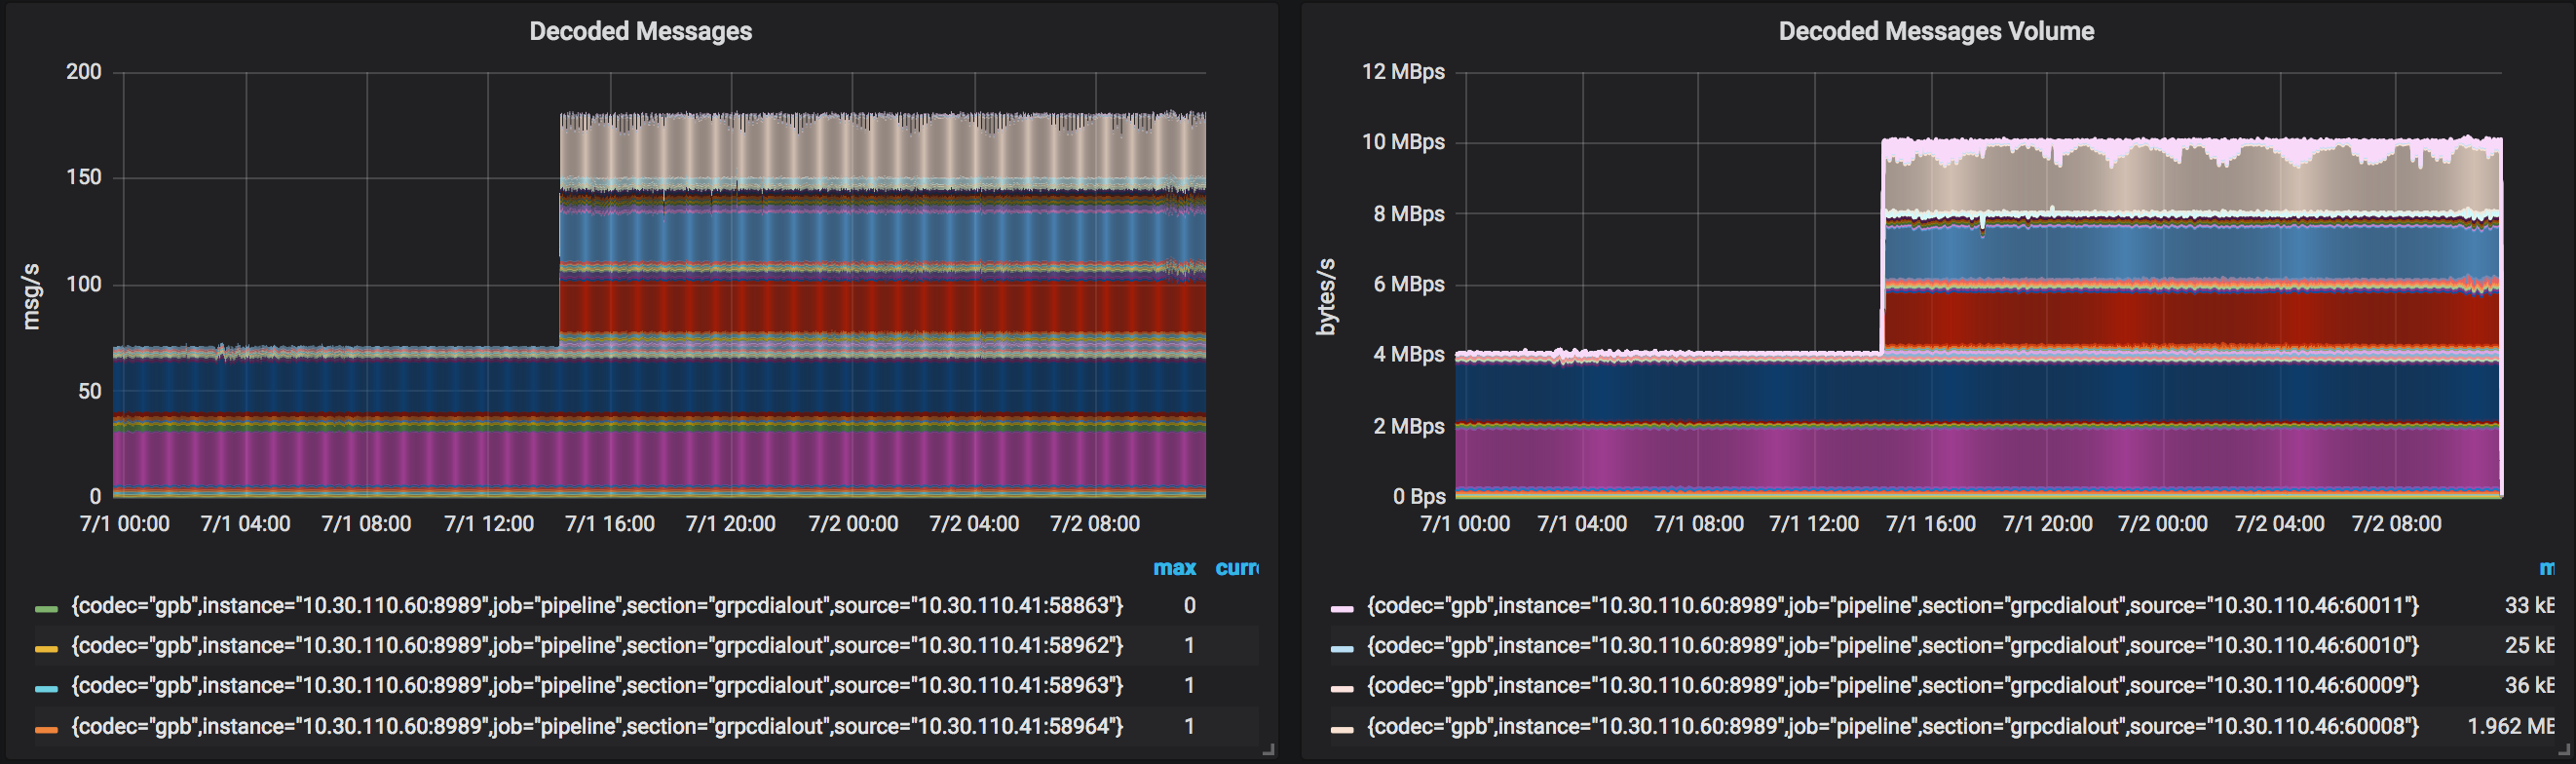 Decoded Messages
200
150
100
50
0
msg/s
7/1 00:00 7/1 04:00 7/1 08:00 7/1 12:00 7/1 16:00 7/1 20:00 7/2 00:00 7/2 04:00 7/2 08:00
max curre
{codec="gpb",instance="10.30.110.60:8989",job="pipeline",section="grpcdialout",source="10.30.110.41:58863"} 0
{codec="gpb",instance="10.30.110.60:8989",job="pipeline",section="grpcdialout",source="10.30.110.41:58962"} 1
{codec="gpb",instance="10.30.110.60:8989",job="pipeline",section="grpcdialout",source="10.30.110.41:58963"} 1
{codec="gpb",instance="10.30.110.60:8989",job="pipeline",section="grpcdialout",source="10.30.110.41:58964"} 1
Decoded Messages Volume
12 MBps
10 MBps
8 MBps
6 MBps
4 MBps
2 MBps
0 Bps
bytes/s
7/1 00:00 7/1 04:00 7/1 08:00 7/1 12:00 7/1 16:00 7/1 20:00 7/2 00:00 7/2 04:00 7/2 08:00
m
{codec="gpb",instance="10.30.110.60:8989",job="pipeline",section="grpcdialout",source="10.30.110.46:60011"} 33 kB
{codec="gpb",instance="10.30.110.60:8989",job="pipeline",section="grpcdialout",source="10.30.110.46:60010"} 25 kB
{codec="gpb",instance="10.30.110.60:8989",job="pipeline",section="grpcdialout",source="10.30.110.46:60009"} 36 kB
{codec="gpb",instance="10.30.110.60:8989",job="pipeline",section="grpcdialout",source="10.30.110.46:60008"} 1.962 MB